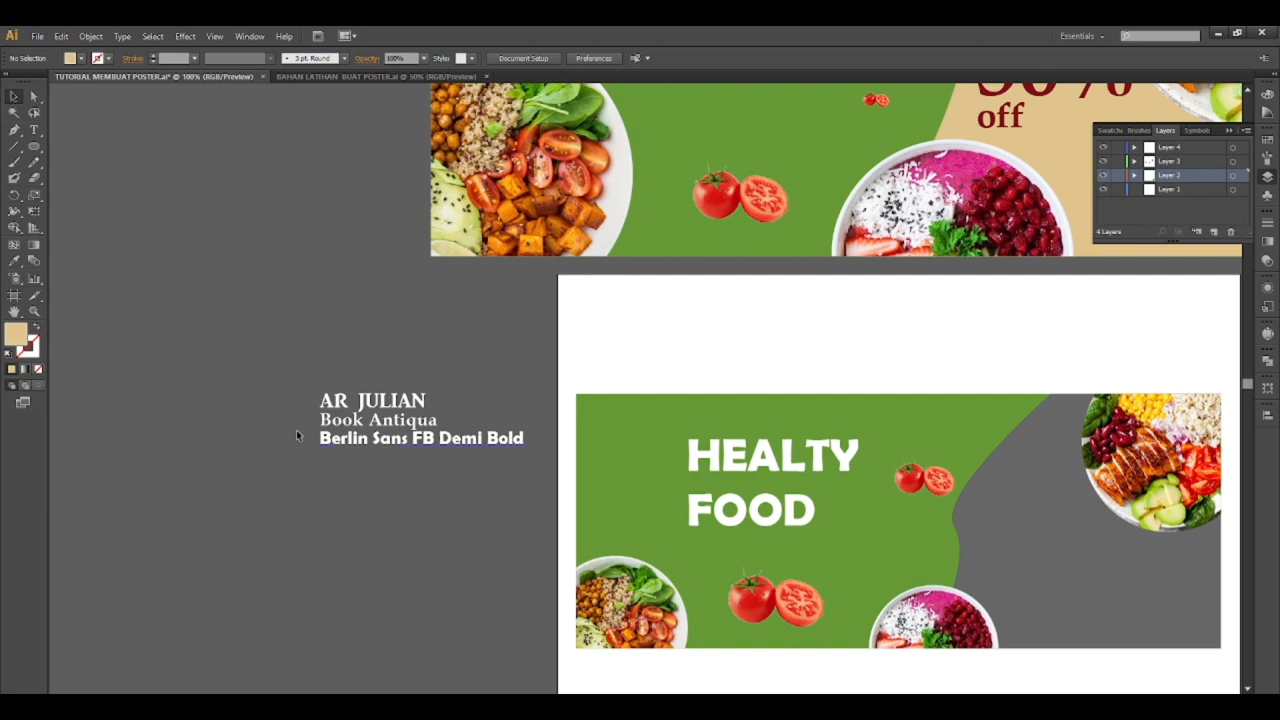 Ai File Edit Object Type Select Effect View Window Help Essentials
No Selection Stroke: 3 pt. Round Opacity: 100% Style: Document Setup Preferences
TUTORIAL MEMBUAT POSTER.ai* @ 100% (RGB/Preview) × BAHAN LATIHAN BUAT POSTER.ai @ 50% (RGB/Preview) ×
off
Swatche Brushes Layers Symbols
Layer 4
Layer 3
Layer 2
Layer 1
4 Layers
AR JULIAN
Book Antiqua
Berlin Sans FB Demi Bold
HEALTY
FOOD